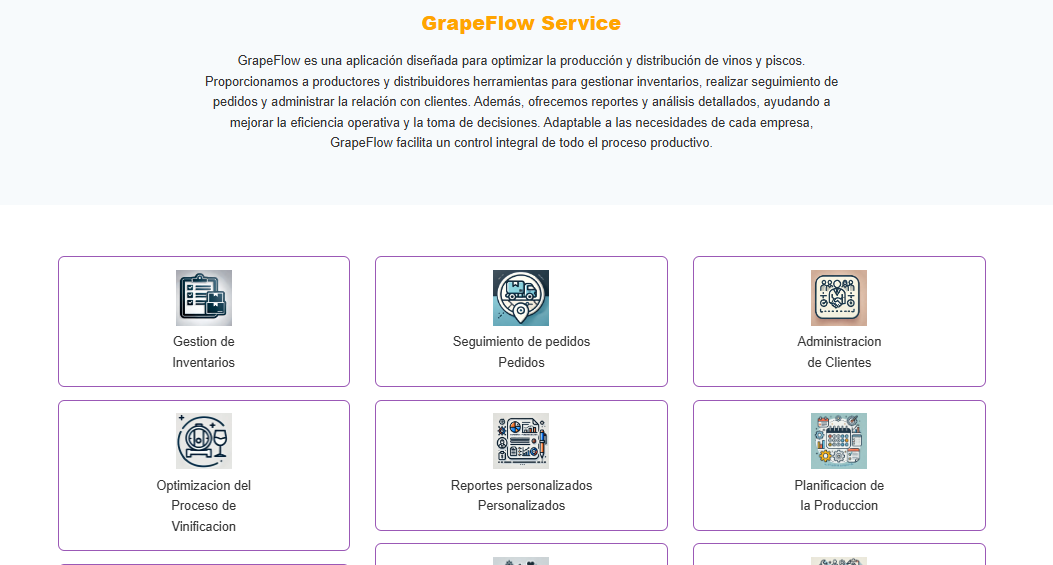 GrapeFlow Service
GrapeFlow es una aplicación diseñada para optimizar la producción y distribución de vinos y piscos.
Proporcionamos a productores y distribuidores herramientas para gestionar inventarios, realizar seguimiento de
pedidos y administrar la relación con clientes. Además, ofrecemos reportes y análisis detallados, ayudando a
mejorar la eficiencia operativa y la toma de decisiones. Adaptable a las necesidades de cada empresa,
GrapeFlow facilita un control integral de todo el proceso productivo.
Gestion de
Inventarios
Seguimiento de pedidos
Pedidos
Administracion
de Clientes
Optimizacion del
Proceso de
Vinificacion
Reportes personalizados
Personalizados
Planificacion de
la Produccion